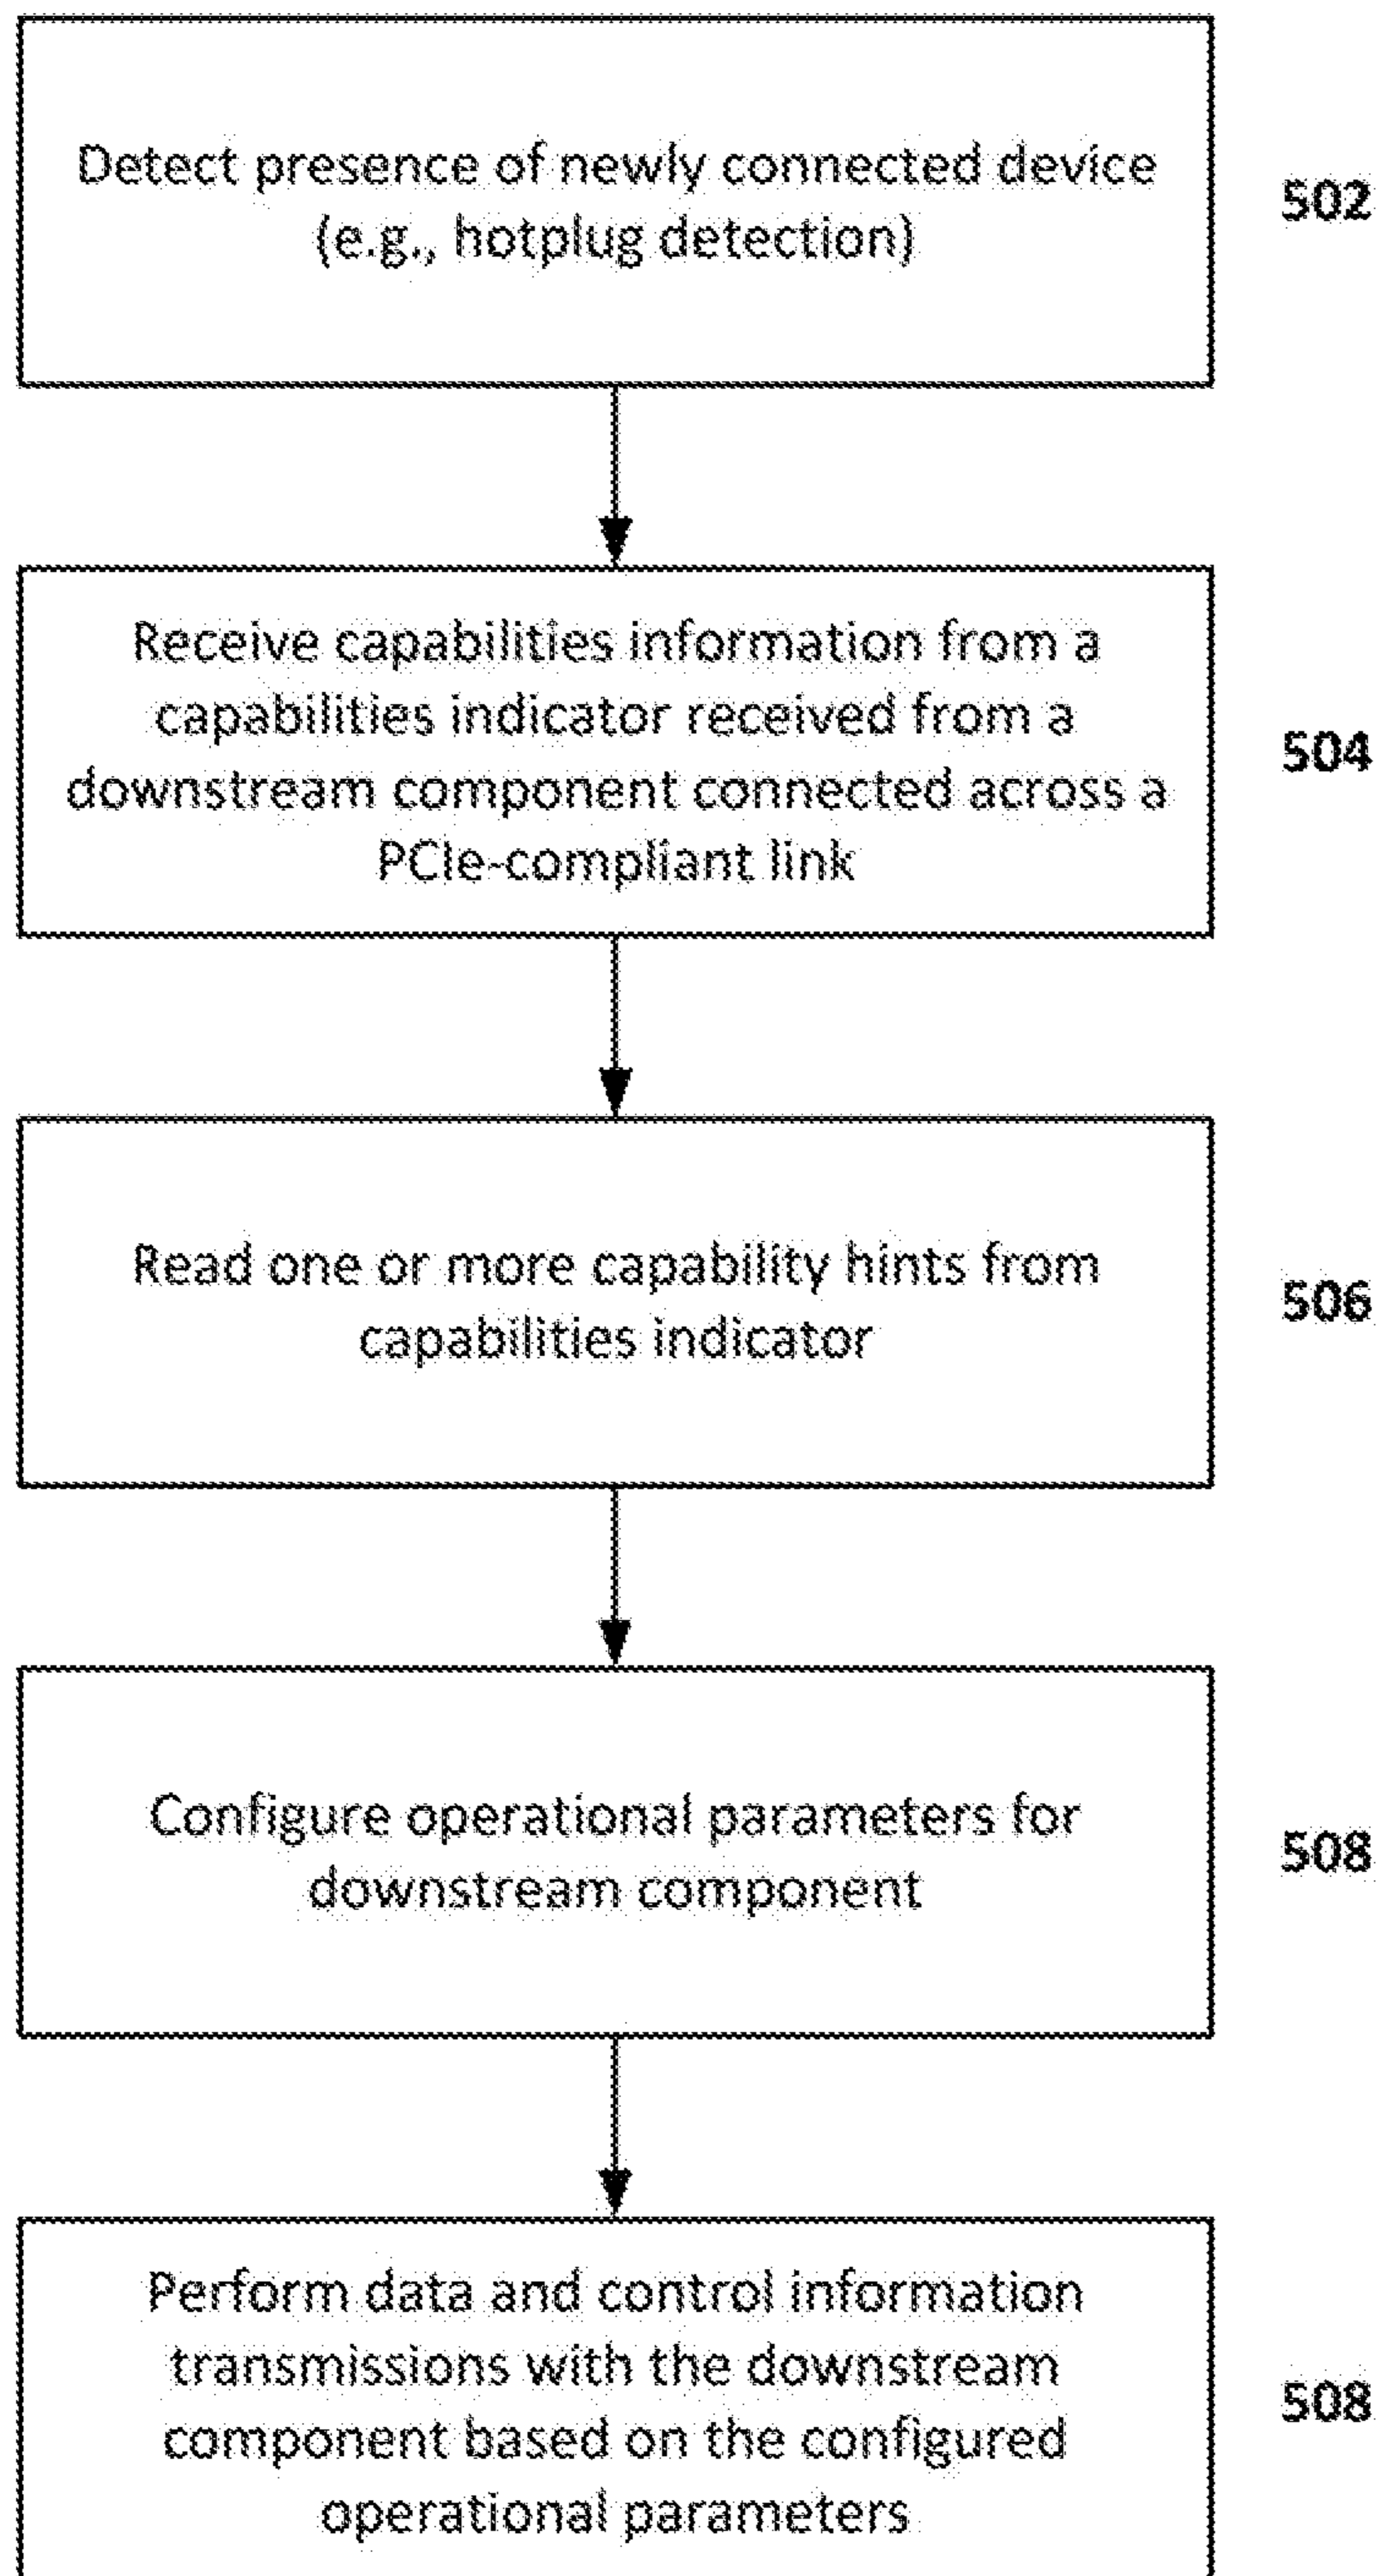 Detect presence of newly connected device
(e.g., hotplug detection)
502
Receive capabilities information from a
capabilities indicator received from a
downstream component connected across a
PCIe-compliant link
504
Read one or more capability hints from
capabilities indicator
506
Configure operational parameters for
downstream component
508
Perform data and control information
transmissions with the downstream
component based on the configured
operational parameters
508